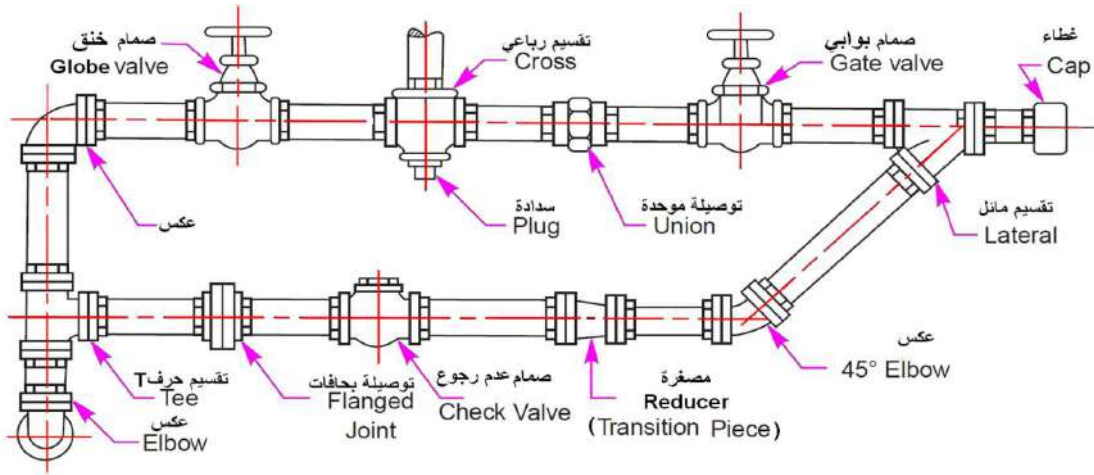 صمام خنق
Globe valve
تقسيم رباعي
Cross
صمام بوابي
Gate valve
غطاء
Cap
عكس
سدادة
Plug
توصيلة موحدة
Union
تقسيم مائل
Lateral
تقسيم حرفT
Tee
عكس
Elbow
توصيلة بحافات
Flanged
Joint
صمام عدم رجوع
Check Valve
مصغرة
Reducer
(Transition Piece)
عكس
45° Elbow